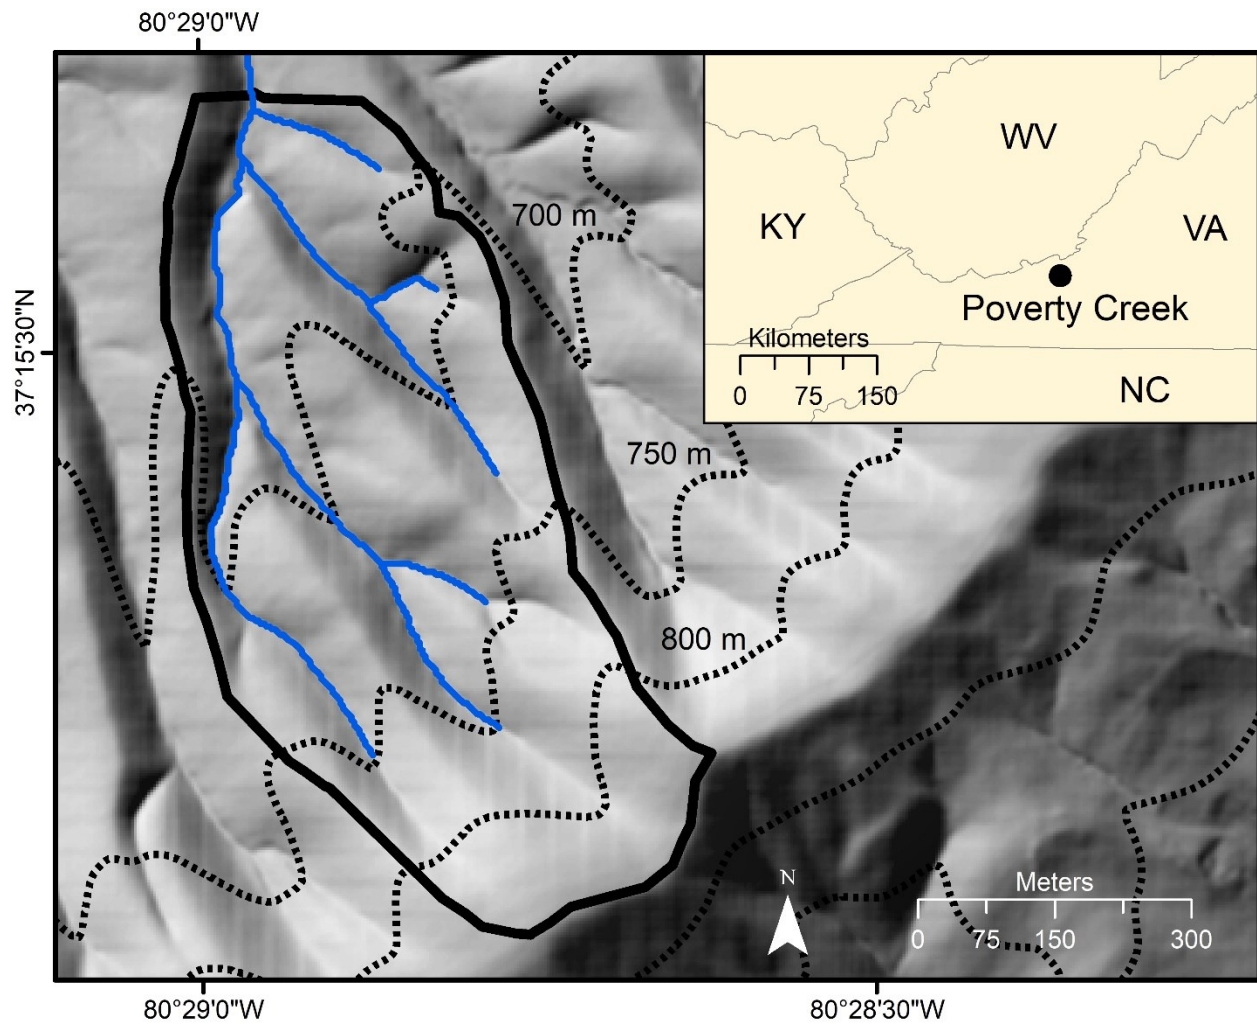 80°29'0"W
700 m
WV
KY
VA
Poverty Creek
Kilometers
0 75 150
NC
37°15'30"N
750 m
800 m
N
Meters
0 75 150 300
80°29'0"W
80°28'30"W